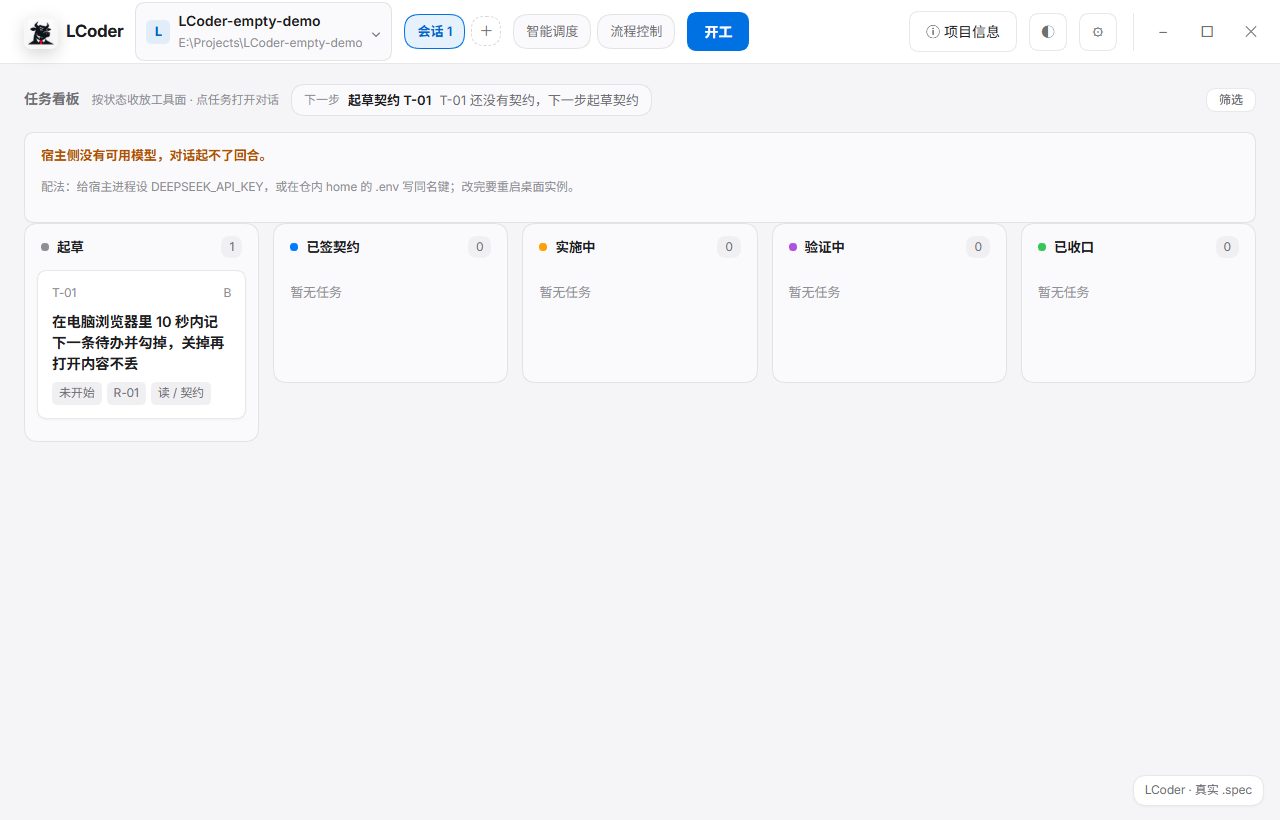 LCoder
L
LCoder-empty-demo
E:\Projects\LCoder-empty-demo
会话 1
+
智能调度
流程控制
开工
项目信息
任务看板
按状态收放工具面 · 点任务打开对话
下一步 起草契约 T-01 T-01 还没有契约，下一步起草契约
筛选
宿主侧没有可用模型，对话起不了回合。
配法：给宿主进程设 DEEPSEEK_API_KEY，或在仓内 home 的 .env 写同名键；改完要重启桌面实例。
起草 1
T-01 B
在电脑浏览器里 10 秒内记
下一条待办并勾掉，关掉再
打开内容不丢
未开始 R-01 读 / 契约
已签契约 0
暂无任务
实施中 0
暂无任务
验证中 0
暂无任务
已收口 0
暂无任务
LCoder · 真实 .spec